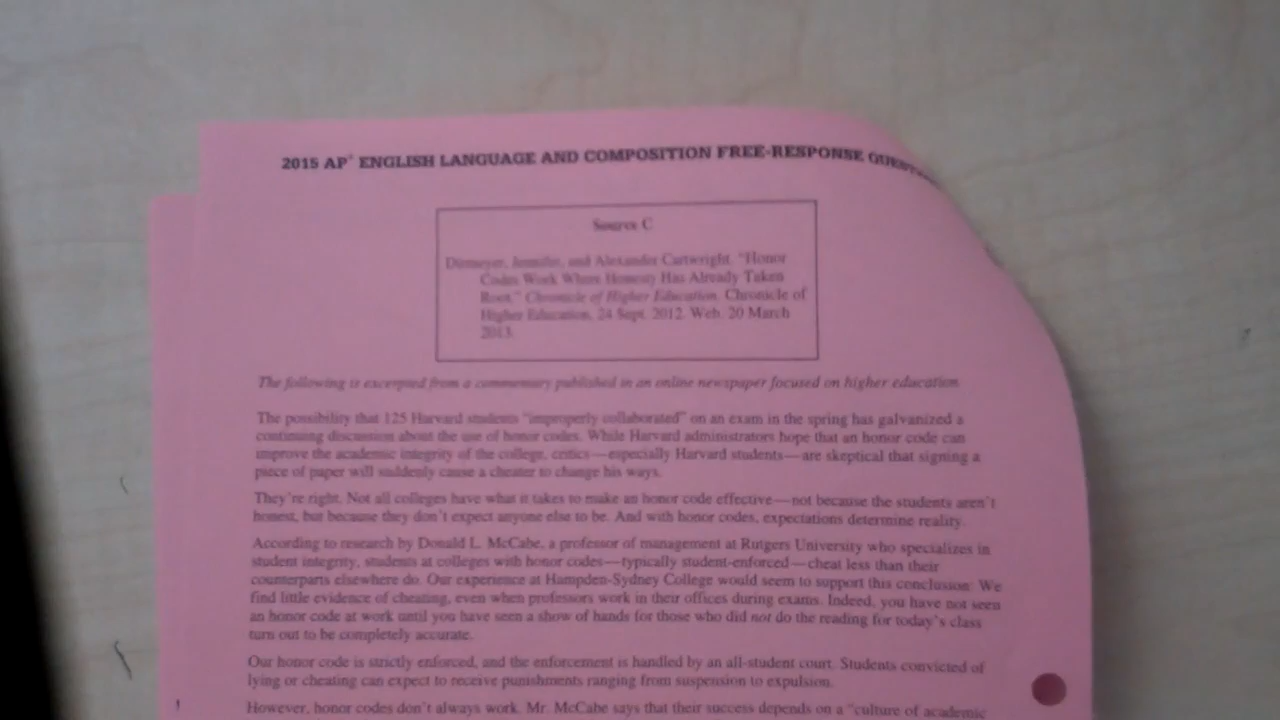 2015 AP® ENGLISH LANGUAGE AND COMPOSITION FREE-RESPONSE
Source C
Jennifer, and Alexander Cartwright. "Honor
Codes Work Where Honesty Has Already Taken
Root." Chronicle of Higher Education. Chronicle of
Higher Education, 24 Sept. 2012. Web. 20 March
2013.
The following is excerpted from a commentary published in an online newspaper focused on higher education.
The possibility that 125 Harvard students "improperly collaborated" on an exam in the spring has galvanized a
continuing discussion about the use of honor codes. While Harvard administrators hope that an honor code can
improve the academic integrity of the college, critics—especially Harvard students—are skeptical that signing a
piece of paper will suddenly cause a cheater to change his ways.
They're right. Not all colleges have what it takes to make an honor code effective—not because the students aren't
honest, but because they don't expect anyone else to be. And with honor codes, expectations determine reality.
According to research by Donald L. McCabe, a professor of management at Rutgers University who specializes in
student integrity, students at colleges with honor codes—typically student-enforced—cheat less than their
counterparts elsewhere do. Our experience at Hampden-Sydney College would seem to support this conclusion: We
find little evidence of cheating, even when professors work in their offices during exams. Indeed, you have not seen
an honor code at work until you have seen a show of hands for those who did not do the reading for today's class
turn out to be completely accurate.
Our honor code is strictly enforced, and the enforcement is handled by an all-student court. Students convicted of
lying or cheating can expect to receive punishments ranging from suspension to expulsion.
However, honor codes don't always work. Mr. McCabe says that their success depends on a "culture of academic